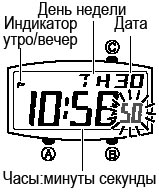 День недели
Индикатор Дата
утро/вечер
C
P TH 30
10:58 50
A B
Часы:минуты секунды